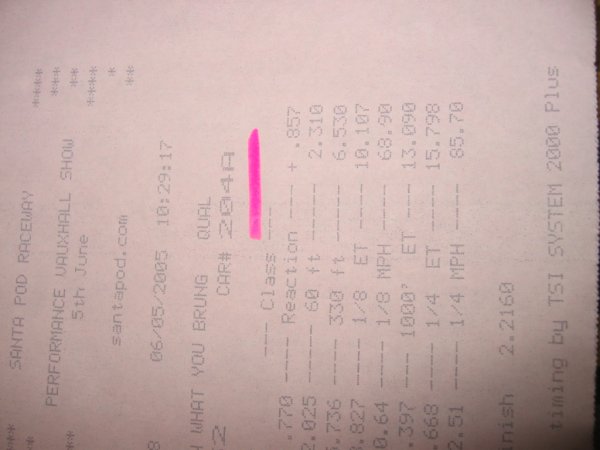 SANTA POD RACEWAY ****
*** PERFORMANCE VAUXHALL SHOW ***
** 5th June **
****
santapod.com *
**
8 06/05/2005 10:29:17
WHAT YOU BRUNG QUAL
2 CAR# 204A
--- Class ---
.770 ---- Reaction --- + .857
2.025 ----- 60 ft ----- 2.310
.736 ---- 330 ft ----- 6.530
.827 ---- 1/8 ET ---- 10.107
0.64 ---- 1/8 MPH ---- 68.90
.397 ---- 1000' ET --- 13.090
.668 ---- 1/4 ET ---- 15.798
2.51 ---- 1/4 MPH ---- 85.70
nish 2.2160
timing by TSI SYSTEM 2000 Plus